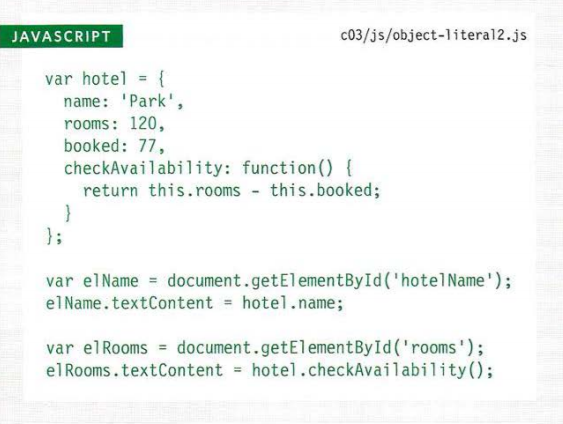 JAVASCRIPT
c03/js/object-literal2.js
var hotel = {
  name: 'Park',
  rooms: 120,
  booked: 77,
  checkAvailability: function() {
    return this.rooms - this.booked;
  }
};
var elName = document.getElementById('hotelName');
elName.textContent = hotel.name;
var elRooms = document.getElementById('rooms');
elRooms.textContent = hotel.checkAvailability();